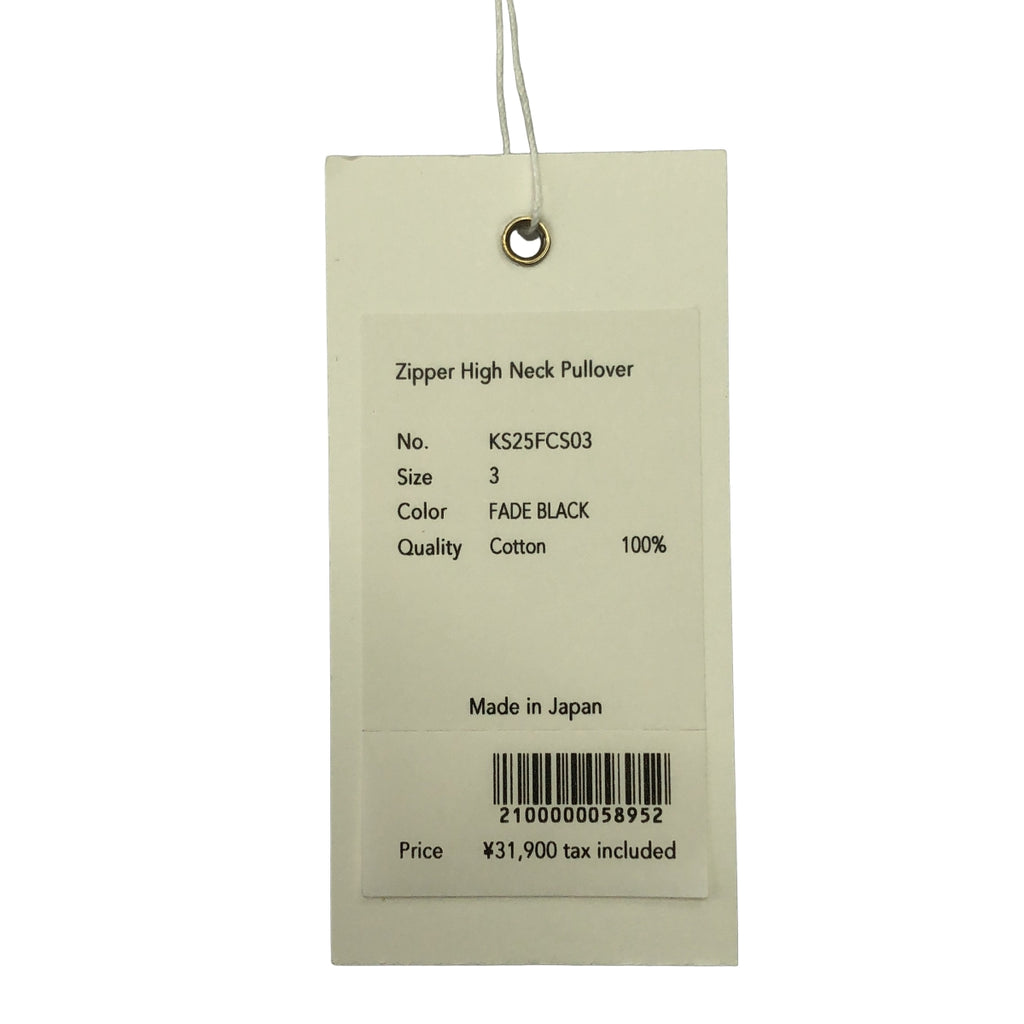 Zipper High Neck Pullover
No. KS25FCS03
Size 3
Color FADE BLACK
Quality Cotton 100%
Made in Japan
2100000058952
Price ¥31,900 tax included